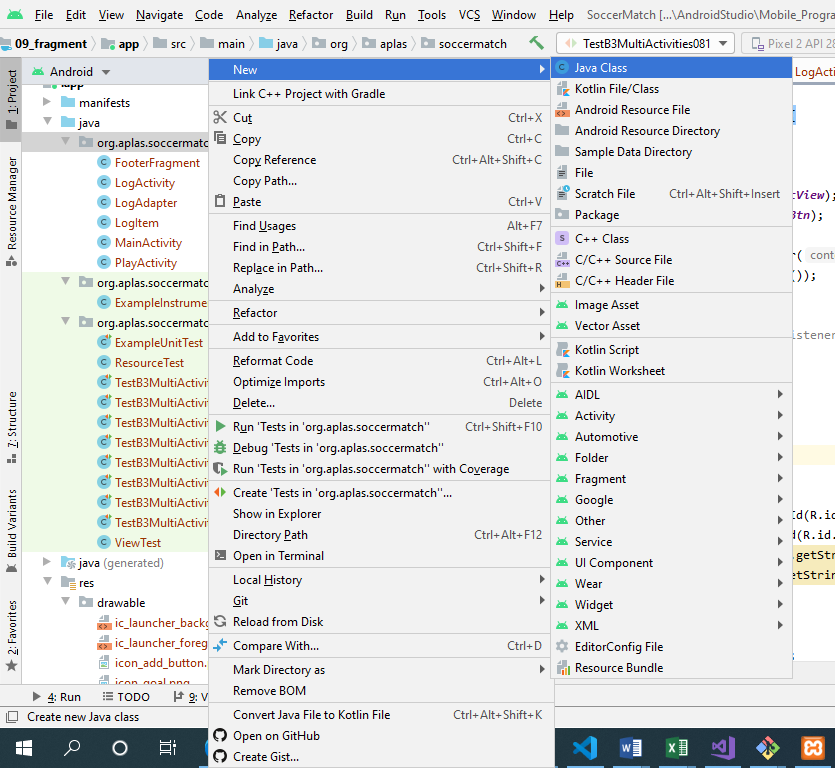 File Edit View Navigate Code Analyze Refactor Build Run Tools VCS Window Help SoccerMatch [...\AndroidStudio\Mobile_Progra
09_fragment app src main java org aplas soccermatch TestB3MultiActivities081 Pixel 2 API 28
1: Project
Resource Manager
7: Structure
Build Variants
2: Favorites
Android
app
manifests
java
org.aplas.soccermatc
FooterFragment
LogActivity
LogAdapter
LogItem
MainActivity
PlayActivity
org.aplas.soccermatc
ExampleInstrume
org.aplas.soccermatc
ExampleUnitTest
ResourceTest
TestB3MultiActivi
TestB3MultiActivi
TestB3MultiActivi
TestB3MultiActivi
TestB3MultiActivi
TestB3MultiActivi
TestB3MultiActivi
TestB3MultiActivi
ViewTest
java (generated)
res
drawable
ic_launcher_backg
ic_launcher_foreg
icon_add_button.
icon_goal.png
New
Link C++ Project with Gradle
Cut Ctrl+X
Copy Ctrl+C
Copy Reference Ctrl+Alt+Shift+C
Copy Path...
Paste Ctrl+V
Find Usages Alt+F7
Find in Path... Ctrl+Shift+F
Replace in Path... Ctrl+Shift+R
Analyze
Refactor
Add to Favorites
Reformat Code Ctrl+Alt+L
Optimize Imports Ctrl+Alt+O
Delete... Delete
Run 'Tests in 'org.aplas.soccermatch'' Ctrl+Shift+F10
Debug 'Tests in 'org.aplas.soccermatch''
Run 'Tests in 'org.aplas.soccermatch'' with Coverage
Create 'Tests in 'org.aplas.soccermatch''...
Show in Explorer
Directory Path Ctrl+Alt+F12
Open in Terminal
Local History
Git
Reload from Disk
Compare With... Ctrl+D
Mark Directory as
Remove BOM
Convert Java File to Kotlin File Ctrl+Alt+Shift+K
Open on GitHub
Create Gist...
Java Class
Kotlin File/Class
Android Resource File
Android Resource Directory
Sample Data Directory
File
Scratch File Ctrl+Alt+Shift+Insert
Package
C++ Class
C/C++ Source File
C/C++ Header File
Image Asset
Vector Asset
Kotlin Script
Kotlin Worksheet
AIDL
Activity
Automotive
Folder
Fragment
Google
Other
Service
UI Component
Wear
Widget
XML
EditorConfig File
Resource Bundle
LogActi
tView);
Btn);
r( cont
());
istener
Id(R.id
d(R.id.
.getStr
etStrin
;
4: Run TODO 9: V
Create new Java class